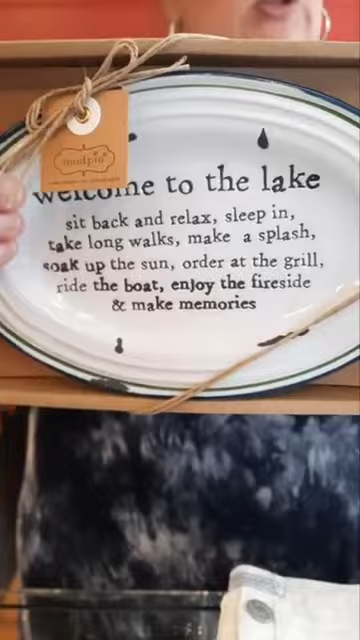 mudpie
welcome to the lake
sit back and relax, sleep in,
take long walks, make a splash,
soak up the sun, order at the grill,
ride the boat, enjoy the fireside
& make memories